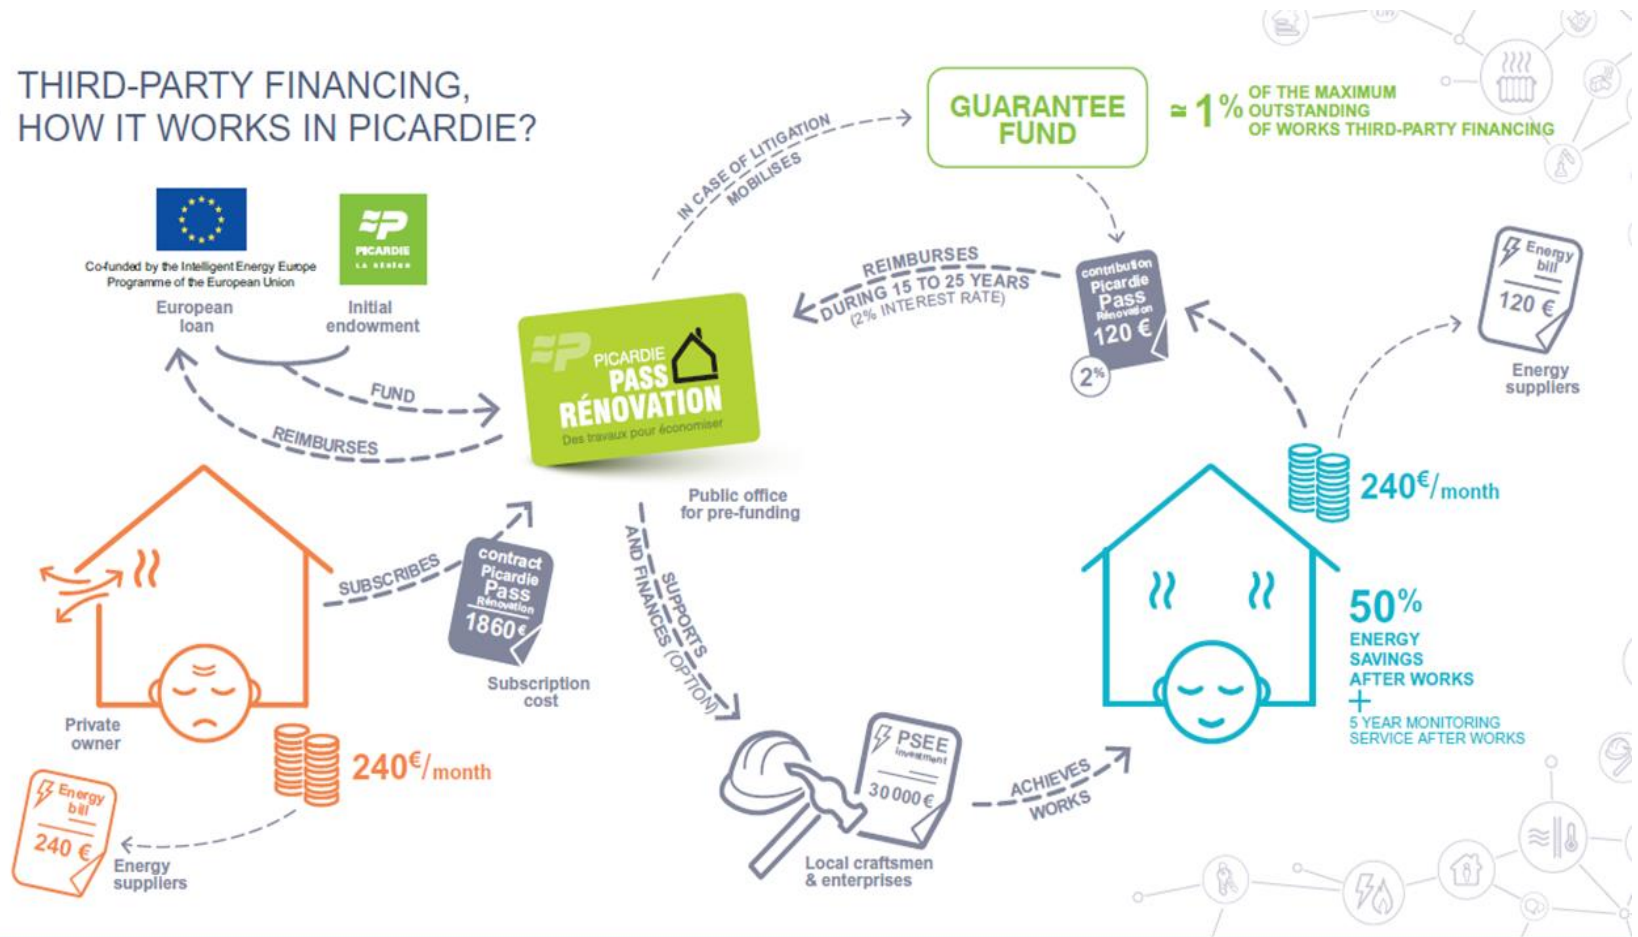 THIRD-PARTY FINANCING,
HOW IT WORKS IN PICARDIE?
GUARANTEE
FUND
≃ 1%
OF THE MAXIMUM
OUTSTANDING
OF WORKS THIRD-PARTY FINANCING
IN CASE OF LITIGATION
MOBILISES
PICARDIE
LA RÉGION
Co-funded by the Intelligent Energy Europe
Programme of the European Union
European
loan
Initial
endowment
FUND
REIMBURSES
PICARDIE
PASS
RÉNOVATION
Des travaux pour économiser
Public office
for pre-funding
REIMBURSES
DURING 15 TO 25 YEARS
(2% INTEREST RATE)
contribution
Picardie
Pass
Rénovation
120 €
2%
Energy
bill
120 €
Energy
suppliers
240€/month
50%
ENERGY
SAVINGS
AFTER WORKS
+
5 YEAR MONITORING
SERVICE AFTER WORKS
SUBSCRIBES
contract
Picardie
Pass
Rénovation
1860€
Subscription
cost
SUPPORTS
AND FINANCES (OPTION)
Private
owner
240€/month
Energy
bill
240 €
Energy
suppliers
PSEE
Investment
30 000 €
Local craftsmen
& enterprises
ACHIEVES
WORKS